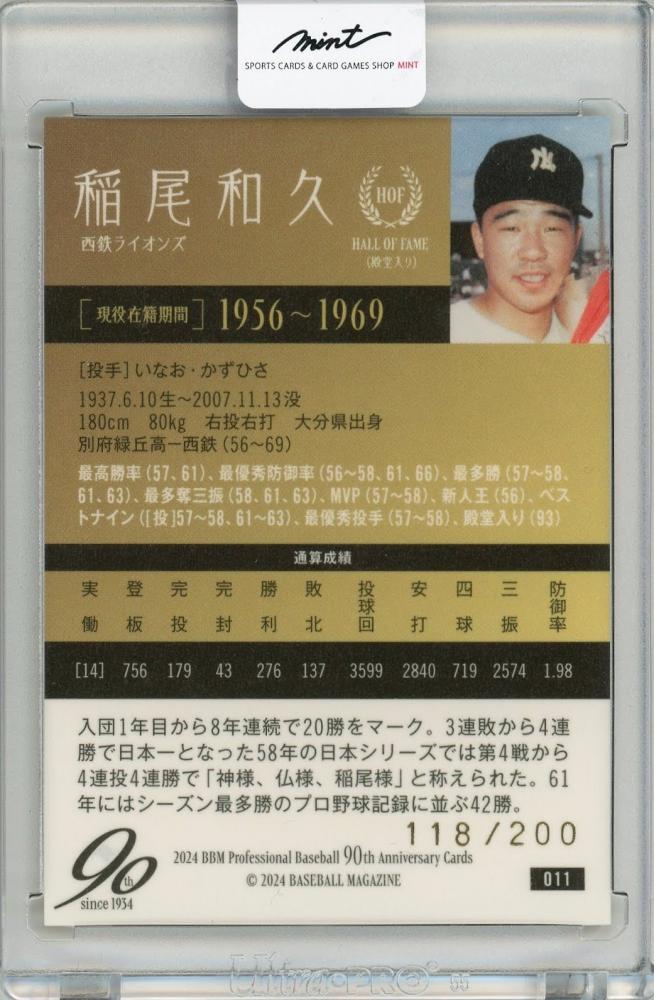 mint
SPORTS CARDS & CARD GAMES SHOP MINT
稲尾和久
西鉄ライオンズ
HOF
HALL OF FAME
(殿堂入り)
NY
［現役在籍期間］ 1956～1969
[投手]いなお・かずひさ
1937.6.10生～2007.11.13没
180cm 80kg 右投右打 大分県出身
別府緑丘高ー西鉄(56～69)
最高勝率(57、61)、最優秀防御率(56～58、61、66)、最多勝(57～58、
61、63)、最多奪三振(58、61、63)、MVP(57～58)、新人王(56)、ベス
トナイン([投]57～58、61～63)、最優秀投手(57～58)、殿堂入り(93)
通算成績
実働 登板 完投 完封 勝利 敗北 投球回 安打 四球 三振 防御率
[14] 756 179 43 276 137 3599 2840 719 2574 1.98
入団1年目から8年連続で20勝をマーク。3連敗から4連
勝で日本一となった58年の日本シリーズでは第4戦から
4連投4連勝で「神様、仏様、稲尾様」と称えられた。61
年にはシーズン最多勝のプロ野球記録に並ぶ42勝。
118/200
90th
since 1934
2024 BBM Professional Baseball 90th Anniversary Cards
© 2024 BASEBALL MAGAZINE
011
Ultra·PRO® 55